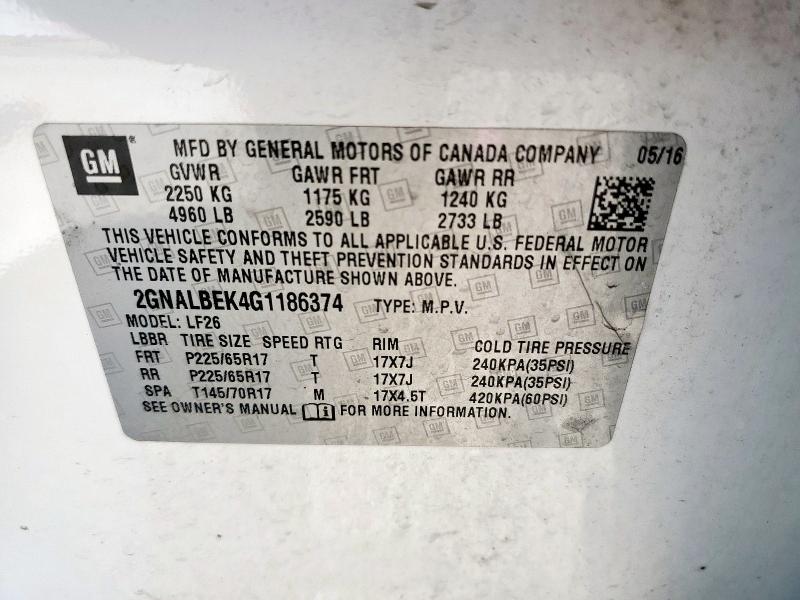 GM® MFD BY GENERAL MOTORS OF CANADA COMPANY 05/16
GVWR GAWR FRT GAWR RR
2250 KG 1175 KG 1240 KG
4960 LB 2590 LB 2733 LB
THIS VEHICLE CONFORMS TO ALL APPLICABLE U.S. FEDERAL MOTOR
VEHICLE SAFETY AND THEFT PREVENTION STANDARDS IN EFFECT ON
THE DATE OF MANUFACTURE SHOWN ABOVE.
2GNALBEK4G1186374 TYPE: M.P.V.
MODEL: LF26
LBBR TIRE SIZE SPEED RTG RIM COLD TIRE PRESSURE
FRT P225/65R17 T 17X7J 240KPA(35PSI)
RR P225/65R17 T 17X7J 240KPA(35PSI)
SPA T145/70R17 M 17X4.5T 420KPA(60PSI)
SEE OWNER'S MANUAL FOR MORE INFORMATION.